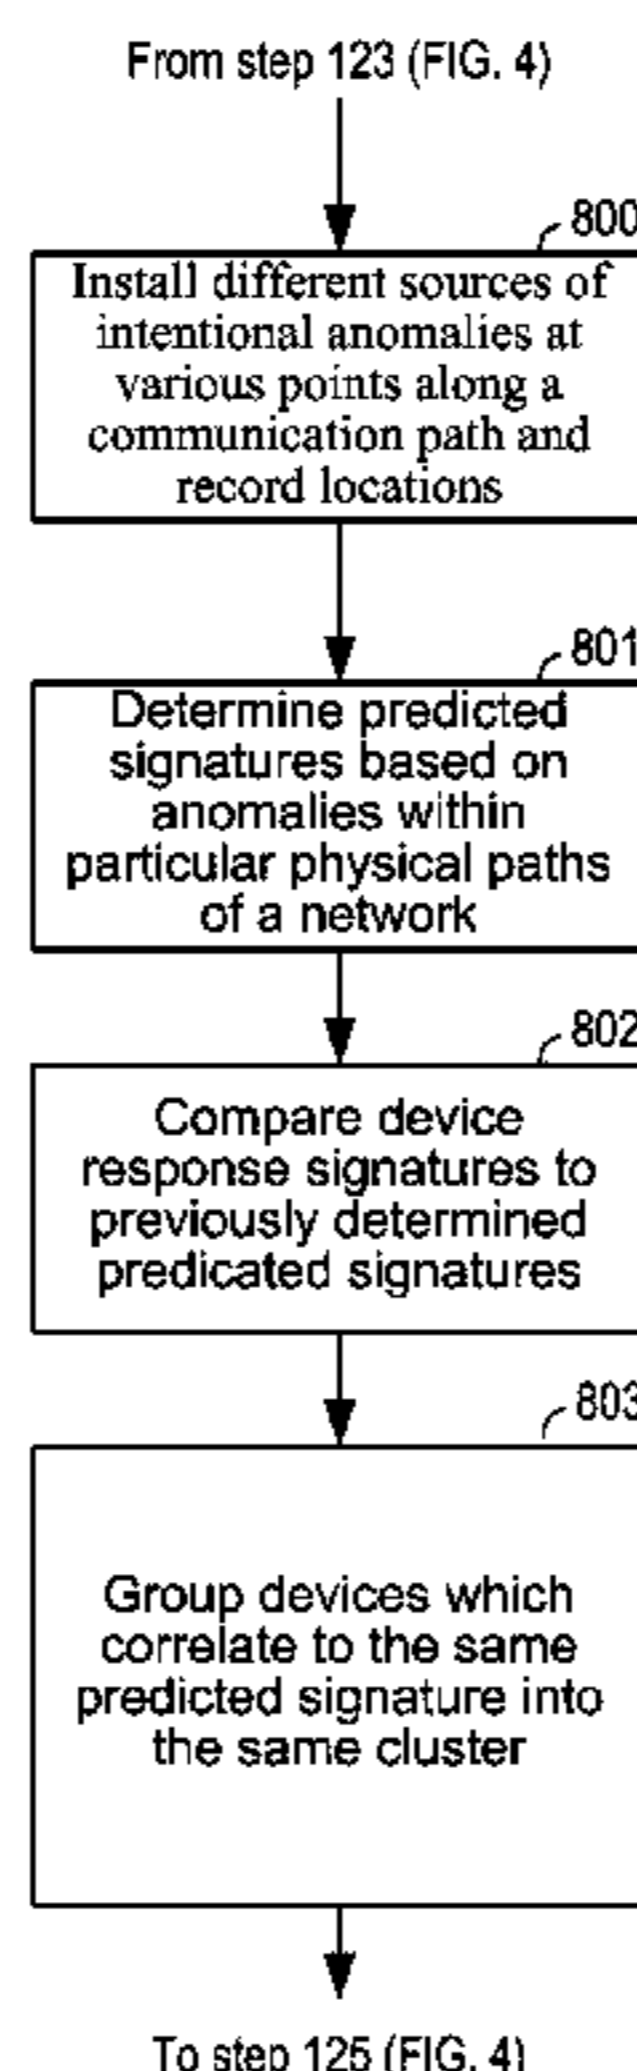 From step 123 (FIG. 4)
800
Install different sources of
intentional anomalies at
various points along a
communication path and
record locations
801
Determine predicted
signatures based on
anomalies within
particular physical paths
of a network
802
Compare device
response signatures to
previously determined
predicated signatures
803
Group devices which
correlate to the same
predicted signature into
the same cluster
To step 125 (FIG. 4)